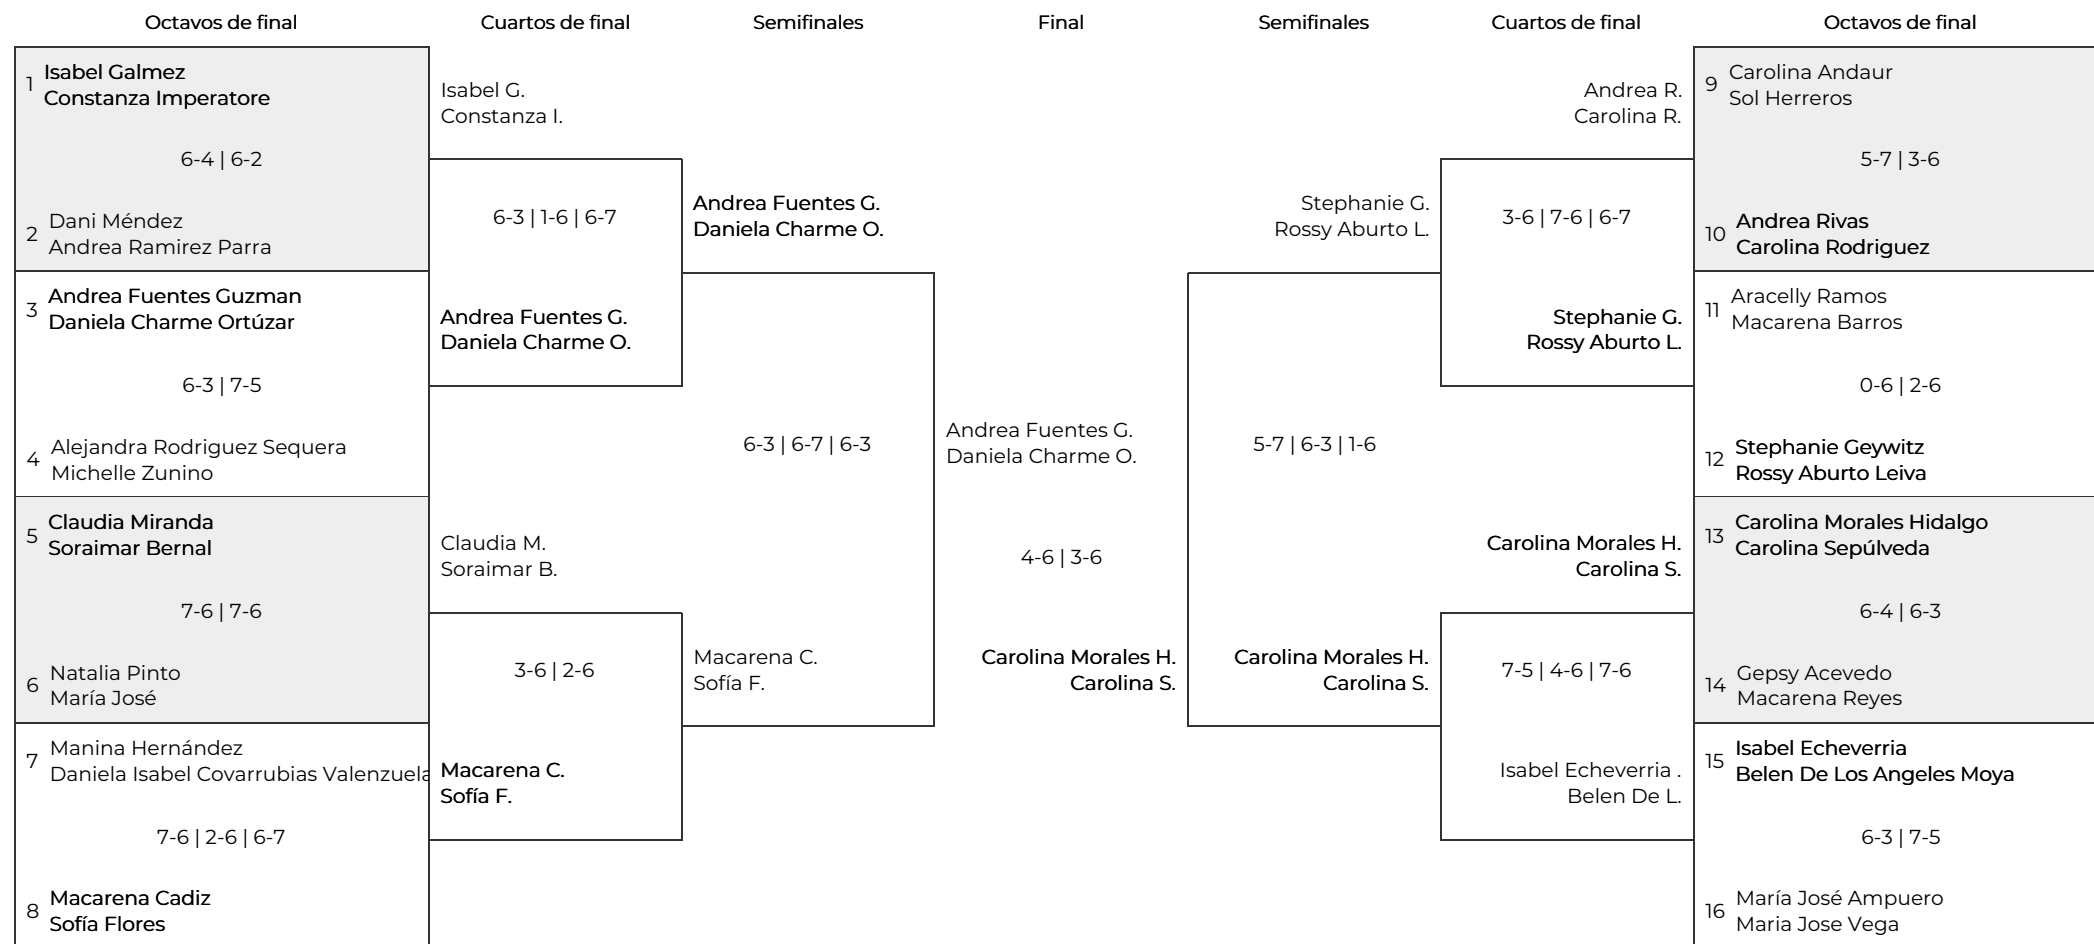 Octavos de final
Cuartos de final
Semifinales
Final
Semifinales
Cuartos de final
Octavos de final
1
Isabel Galmez
Constanza Imperatore
6-4 | 6-2
2
Dani Méndez
Andrea Ramirez Parra
3
Andrea Fuentes Guzman
Daniela Charme Ortúzar
6-3 | 7-5
4
Alejandra Rodriguez Sequera
Michelle Zunino
5
Claudia Miranda
Soraimar Bernal
7-6 | 7-6
6
Natalia Pinto
María José
7
Manina Hernández
Daniela Isabel Covarrubias Valenzuela
7-6 | 2-6 | 6-7
8
Macarena Cadiz
Sofía Flores
Isabel G.
Constanza I.
6-3 | 1-6 | 6-7
Andrea Fuentes G.
Daniela Charme O.
Claudia M.
Soraimar B.
3-6 | 2-6
Macarena C.
Sofía F.
Andrea Fuentes G.
Daniela Charme O.
6-3 | 6-7 | 6-3
Macarena C.
Sofía F.
Andrea Fuentes G.
Daniela Charme O.
4-6 | 3-6
Carolina Morales H.
Carolina S.
Stephanie G.
Rossy Aburto L.
5-7 | 6-3 | 1-6
Carolina Morales H.
Carolina S.
Andrea R.
Carolina R.
3-6 | 7-6 | 6-7
Stephanie G.
Rossy Aburto L.
Carolina Morales H.
Carolina S.
7-5 | 4-6 | 7-6
Isabel Echeverria .
Belen De L.
9
Carolina Andaur
Sol Herreros
5-7 | 3-6
10
Andrea Rivas
Carolina Rodriguez
11
Aracelly Ramos
Macarena Barros
0-6 | 2-6
12
Stephanie Geywitz
Rossy Aburto Leiva
13
Carolina Morales Hidalgo
Carolina Sepúlveda
6-4 | 6-3
14
Gepsy Acevedo
Macarena Reyes
15
Isabel Echeverria
Belen De Los Angeles Moya
6-3 | 7-5
16
María José Ampuero
Maria Jose Vega